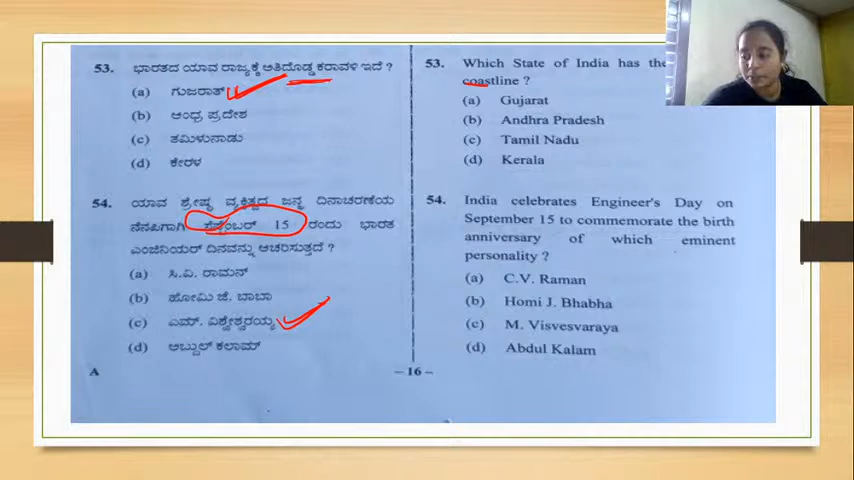 53. ಭಾರತದ ಯಾವ ರಾಜ್ಯಕ್ಕೆ ಅತಿದೊಡ್ಡ ಕರಾವಳಿ ಇದೆ ?
(a) ಗುಜರಾತ್
(b) ಆಂಧ್ರ ಪ್ರದೇಶ
(c) ತಮಿಳುನಾಡು
(d) ಕೇರಳ
54. ಯಾವ ಶ್ರೇಷ್ಠ ವ್ಯಕ್ತಿತ್ವದ ಜನ್ಮ ದಿನಾಚರಣೆಯ
ನೆನಪಿಗಾಗಿ ಸೆಪ್ಟೆಂಬರ್ 15 ರಂದು ಭಾರತ
ಎಂಜಿನಿಯರ್ ದಿನವನ್ನು ಆಚರಿಸುತ್ತದೆ ?
(a) ಸಿ.ವಿ. ರಾಮನ್
(b) ಹೋಮಿ ಜೆ. ಬಾಬಾ
(c) ಎಮ್. ವಿಶ್ವೇಶ್ವರಯ್ಯ
(d) ಅಬ್ದುಲ್ ಕಲಾಮ್
A
53. Which State of India has the
coastline ?
(a) Gujarat
(b) Andhra Pradesh
(c) Tamil Nadu
(d) Kerala
54. India celebrates Engineer's Day on
September 15 to commemorate the birth
anniversary of which eminent
personality ?
(a) C.V. Raman
(b) Homi J. Bhabha
(c) M. Visvesvaraya
(d) Abdul Kalam
– 16 –